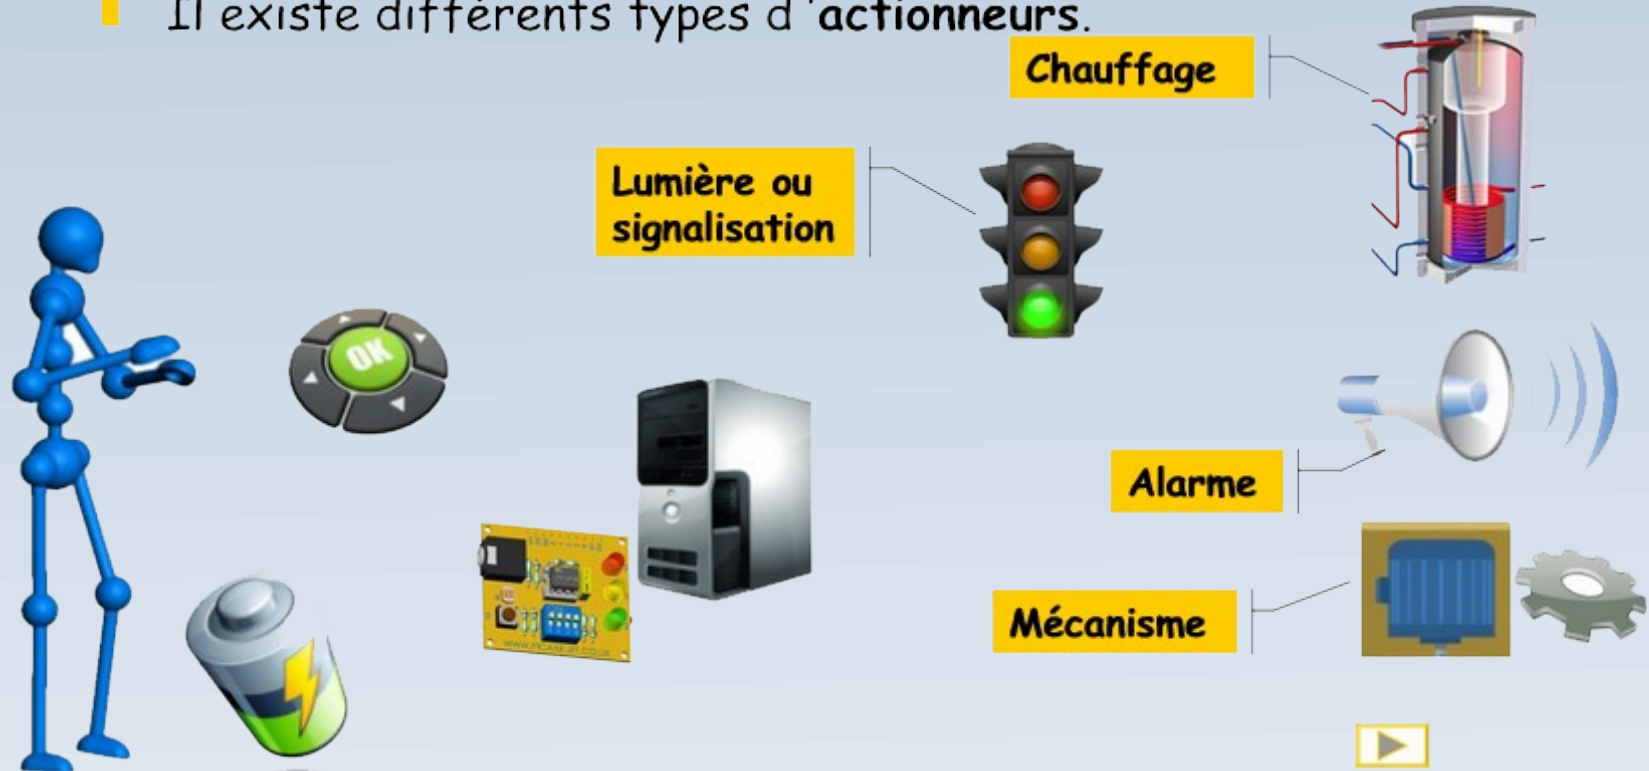 Il existe différents types d 'actionneurs.
Chauffage
Lumière ou
signalisation
OK
Alarme
Mécanisme